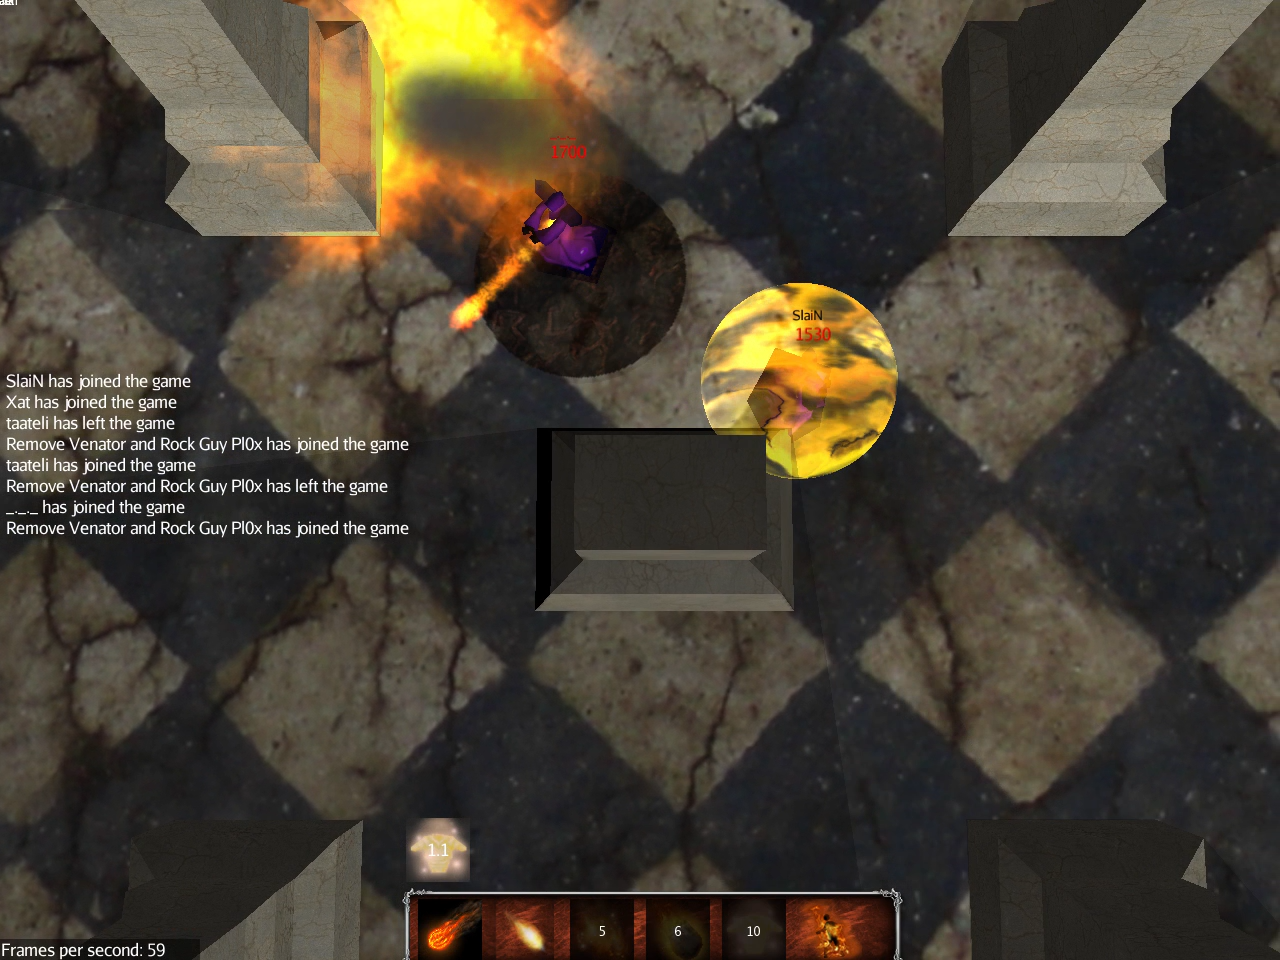 1700
SlaiN
1530
SlaiN has joined the game
Xat has joined the game
taateli has left the game
Remove Venator and Rock Guy Pl0x has joined the game
taateli has joined the game
Remove Venator and Rock Guy Pl0x has left the game
_._._ has joined the game
Remove Venator and Rock Guy Pl0x has joined the game
1.1
5
6
10
Frames per second: 59